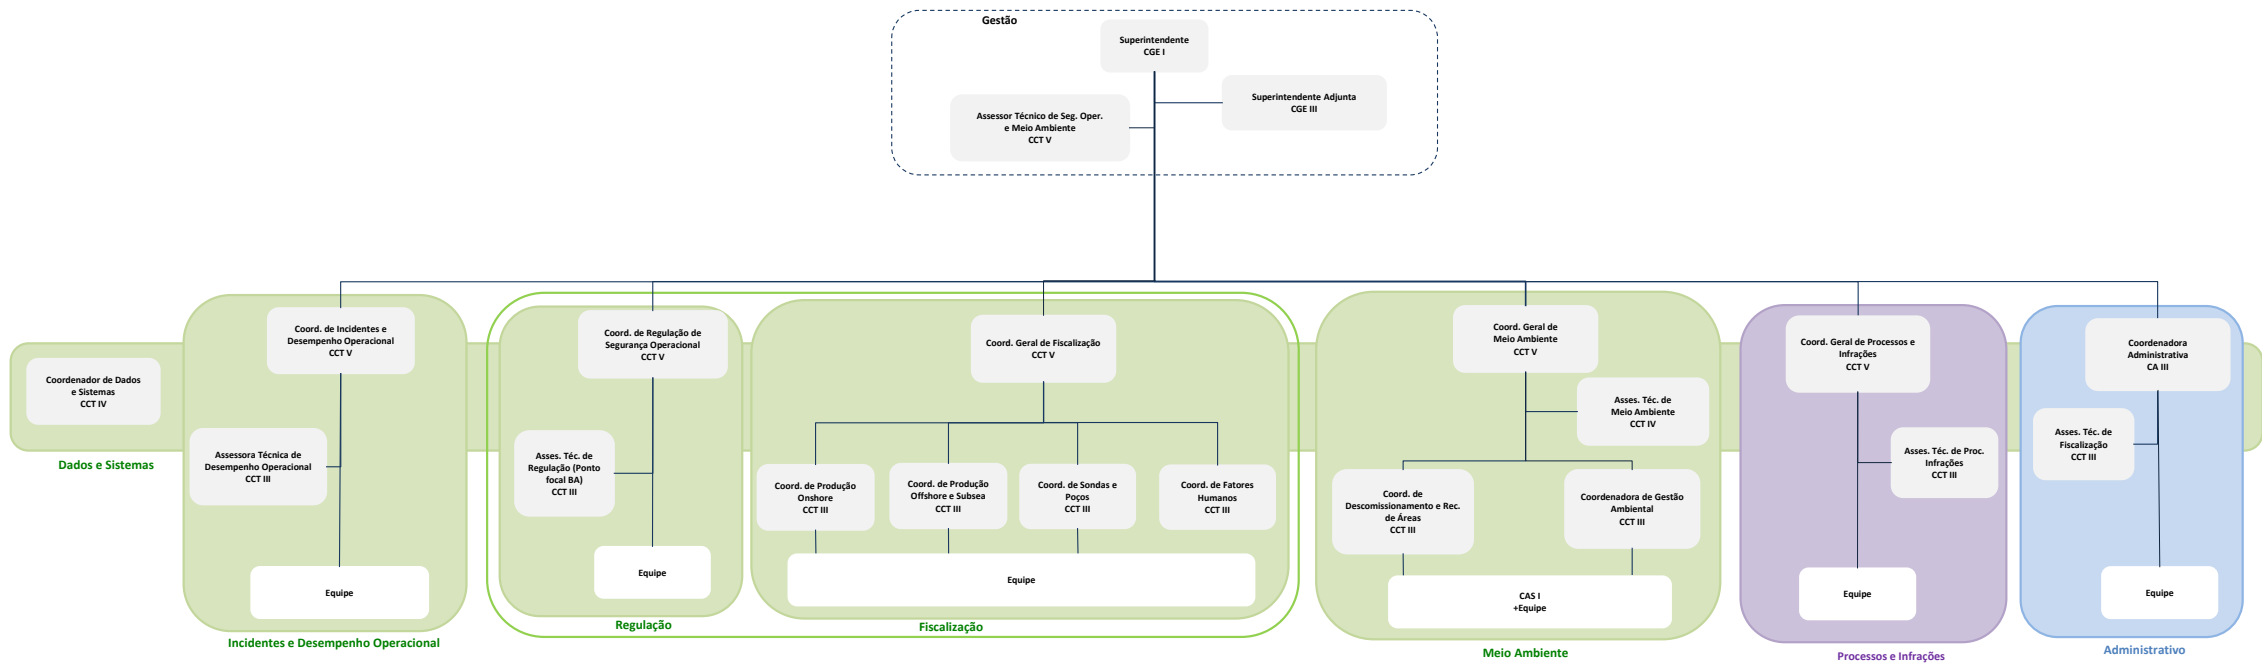 Gestão
Superintendente
CGE I
Superintendente Adjunta
CGE III
Assessor Técnico de Seg. Oper.
e Meio Ambiente
CCT V
Coordenador de Dados
e Sistemas
CCT IV
Dados e Sistemas
Coord. de Incidentes e
Desempenho Operacional
CCT V
Assessora Técnica de
Desempenho Operacional
CCT III
Equipe
Incidentes e Desempenho Operacional
Coord. de Regulação de
Segurança Operacional
CCT V
Asses. Téc. de
Regulação (Ponto
focal BA)
CCT III
Equipe
Regulação
Coord. Geral de Fiscalização
CCT V
Coord. de Produção
Onshore
CCT III
Coord. de Produção
Offshore e Subsea
CCT III
Coord. de Sondas e
Poços
CCT III
Coord. de Fatores
Humanos
CCT III
Equipe
Fiscalização
Coord. Geral de
Meio Ambiente
CCT V
Asses. Téc. de
Meio Ambiente
CCT IV
Coord. de
Descomissionamento e Rec.
de Áreas
CCT III
Coordenadora de Gestão
Ambiental
CCT III
CAS I
+Equipe
Meio Ambiente
Coord. Geral de Processos e
Infrações
CCT V
Asses. Téc. de Proc.
Infrações
CCT III
Equipe
Processos e Infrações
Coordenadora
Administrativa
CA III
Asses. Téc. de
Fiscalização
CCT III
Equipe
Administrativo